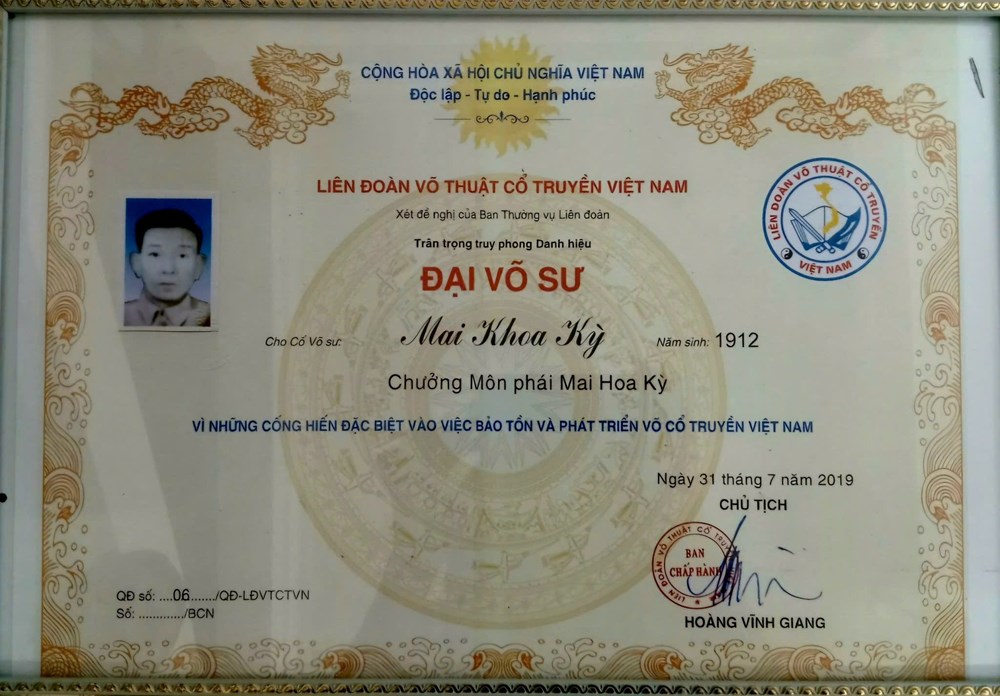 CỘNG HÒA XÃ HỘI CHỦ NGHĨA VIỆT NAM
Độc lập - Tự do - Hạnh phúc
LIÊN ĐOÀN VÕ THUẬT CỔ TRUYỀN VIỆT NAM
Xét đề nghị của Ban Thường vụ Liên đoàn
Trân trọng truy phong Danh hiệu
ĐẠI VÕ SƯ
LIÊN ĐOÀN VÕ THUẬT CỔ TRUYỀN
VIỆT NAM
Cho Cố Võ sư: Mai Khoa Kỳ Năm sinh: 1912
Chưởng Môn phái Mai Hoa Kỳ
VÌ NHỮNG CỐNG HIẾN ĐẶC BIỆT VÀO VIỆC BẢO TỒN VÀ PHÁT TRIỂN VÕ CỔ TRUYỀN VIỆT NAM
Ngày 31 tháng 7 năm 2019
CHỦ TỊCH
LIÊN ĐOÀN VÕ THUẬT CỔ
BAN
CHẤP HÀNH
HOÀNG VĨNH GIANG
QĐ số: ....06......./QĐ-LĐVTCTVN
Số: ............/BCN